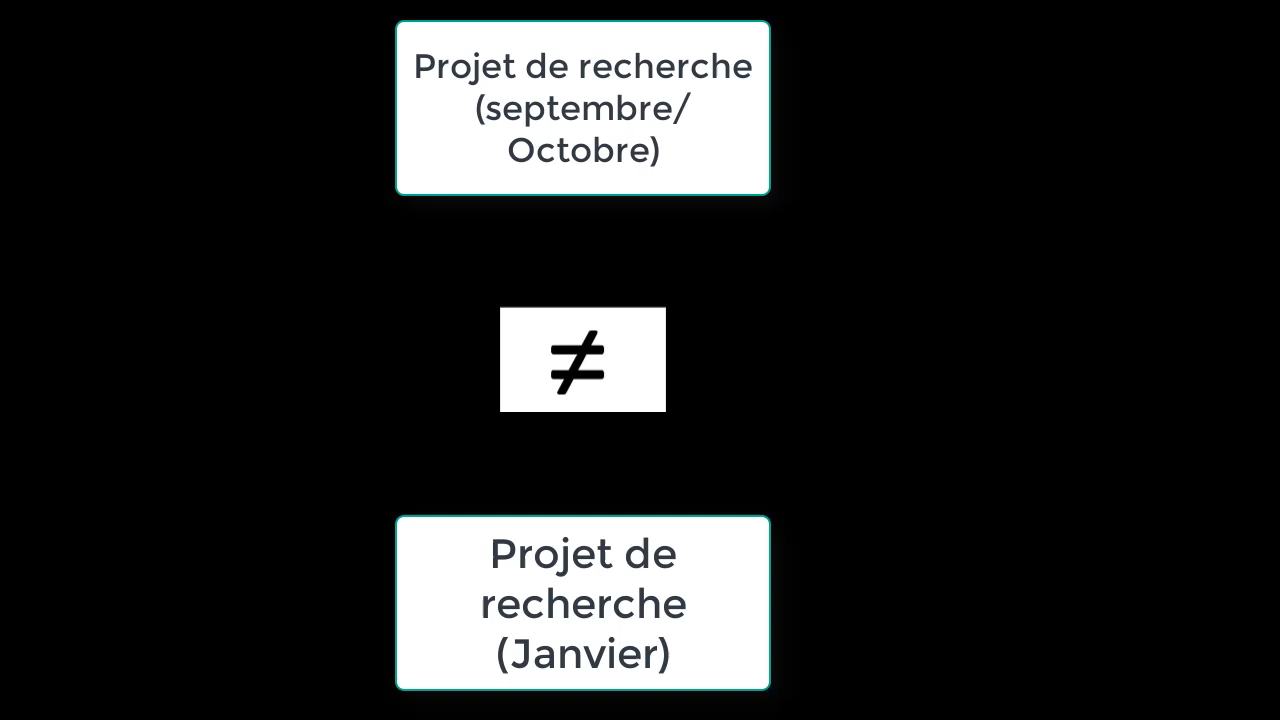 Projet de recherche
(septembre/
Octobre)
≠
Projet de
recherche
(Janvier)